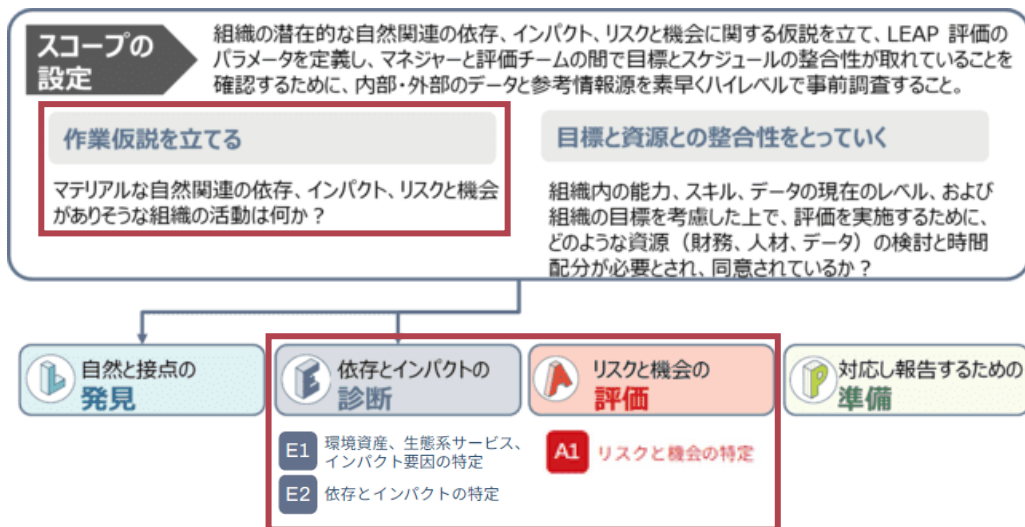 スコープの
設定
組織の潜在的な自然関連の依存、インパクト、リスクと機会に関する仮説を立て、LEAP 評価の
パラメータを定義し、マネジャーと評価チームの間で目標とスケジュールの整合性が取れていることを
確認するために、内部・外部のデータと参考情報源を素早くハイレベルで事前調査すること。
作業仮説を立てる
マテリアルな自然関連の依存、インパクト、リスクと機会
がありそうな組織の活動は何か？
目標と資源との整合性をとっていく
組織内の能力、スキル、データの現在のレベル、および
組織の目標を考慮した上で、評価を実施するために、
どのような資源（財務、人材、データ）の検討と時間
配分が必要とされ、同意されているか？
L
自然と接点の
発見
E
依存とインパクトの
診断
A
リスクと機会の
評価
P
対応し報告するための
準備
E1
環境資産、生態系サービス、
インパクト要因の特定
E2
依存とインパクトの特定
A1
リスクと機会の特定